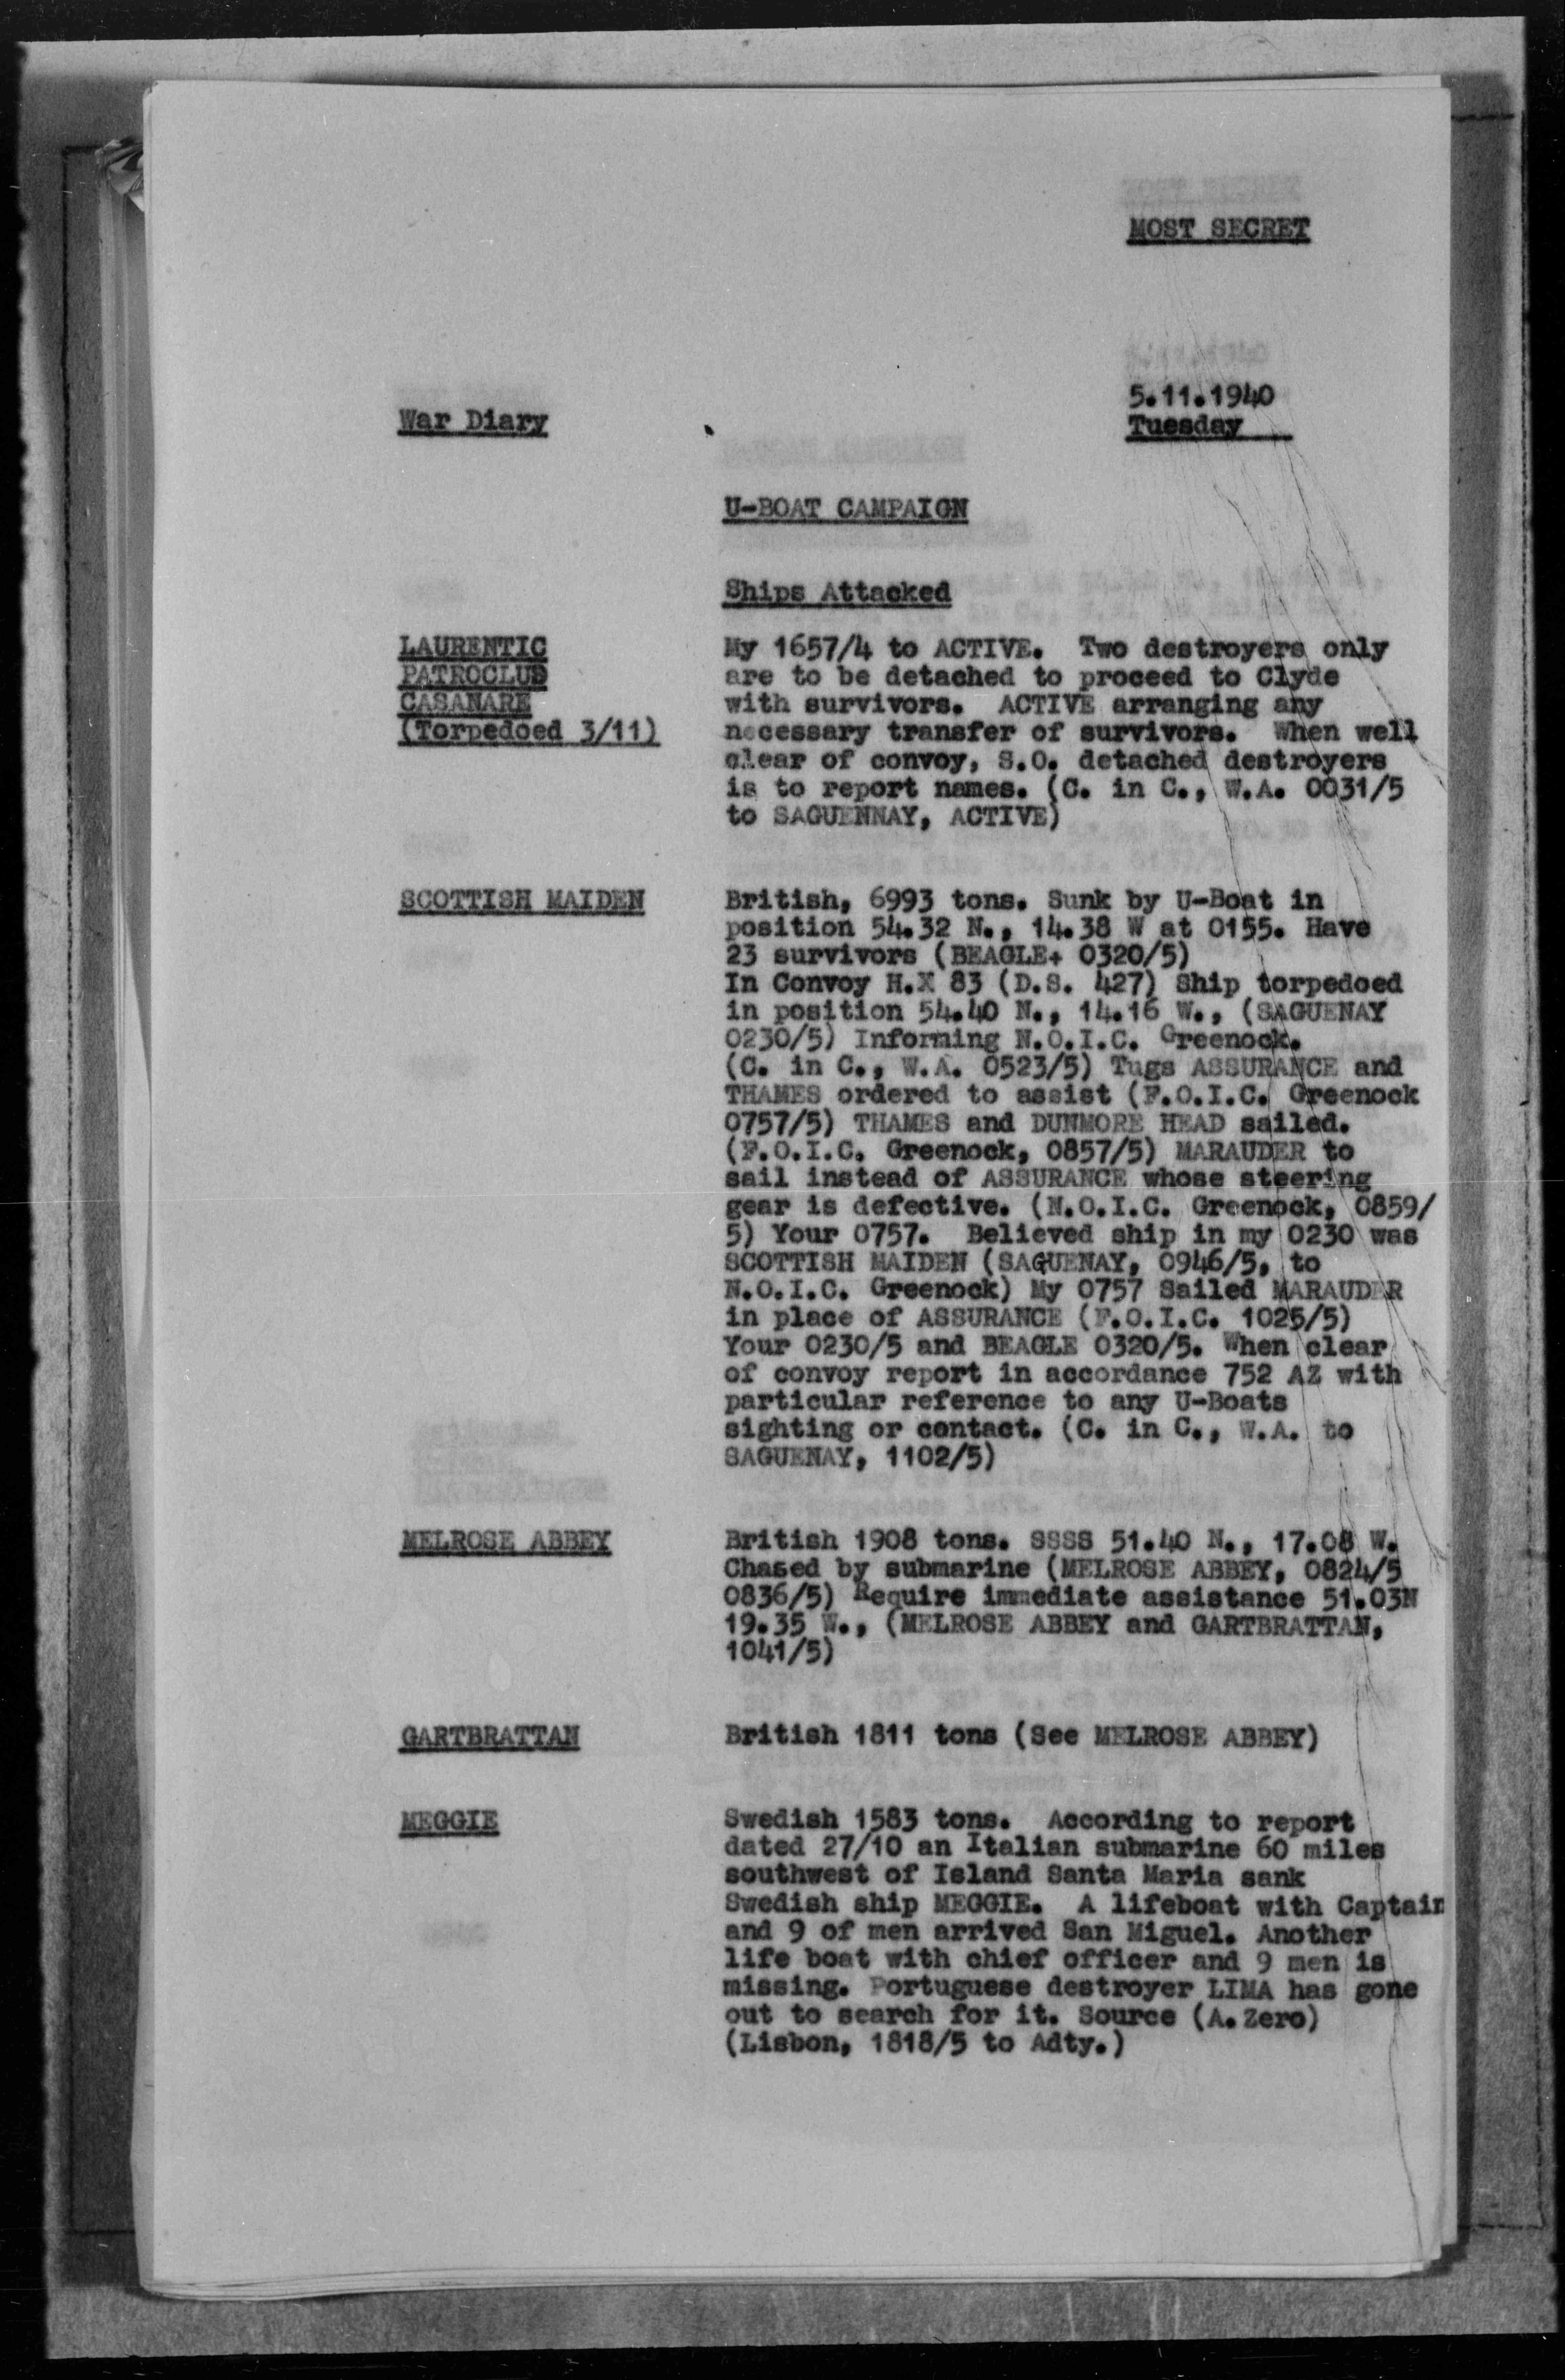 MOST SECRET
5.11.1940
War Diary
Tuesday
U-BOAT CAMPAIGN
Ships Attacked
LAURENTIC
PATROCLUS
CASANARE
(Torpedoed 3/11)
My 1657/4 to ACTIVE. Two destroyers only
are to be detached to proceed to Clyde
with survivors. ACTIVE arranging any
necessary transfer of survivors. When well
clear of convoy, S.O. detached destroyers
is to report names. (C. in C., W.A. 0031/5
to SAGUENNAY, ACTIVE)
SCOTTISH MAIDEN
British, 6993 tons. Sunk by U-Boat in
position 54.32 N., 14.38 W at 0155. Have
23 survivors (BEAGLE+ 0320/5)
In Convoy H.X 83 (D.S. 427) Ship torpedoed
in position 54.40 N., 14.16 W., (SAGUENAY
0230/5) Informing N.O.I.C. Greenock.
(C. in C., W.A. 0523/5) Tugs ASSURANCE and
THAMES ordered to assist (F.O.I.C. Greenock
0757/5) THAMES and DUNMORE HEAD sailed.
(F.O.I.C. Greenock, 0857/5) MARAUDER to
sail instead of ASSURANCE whose steering
gear is defective. (N.O.I.C. Greenock, 0859/
5) Your 0757. Believed ship in my 0230 was
SCOTTISH MAIDEN (SAGUENAY, 0946/5, to
N.O.I.C. Greenock) My 0757 Sailed MARAUDER
in place of ASSURANCE (F.O.I.C. 1025/5)
Your 0230/5 and BEAGLE 0320/5. When clear
of convoy report in accordance 752 AZ with
particular reference to any U-Boats
sighting or contact. (C. in C., W.A. to
SAGUENAY, 1102/5)
MELROSE ABBEY
British 1908 tons. SSSS 51.40 N., 17.08 W.
Chased by submarine (MELROSE ABBEY, 0824/5
0836/5) Require immediate assistance 51.03N
19.35 W., (MELROSE ABBEY and GARTBRATTAN,
1041/5)
GARTBRATTAN
British 1811 tons (See MELROSE ABBEY)
MEGGIE
Swedish 1583 tons. According to report
dated 27/10 an Italian submarine 60 miles
southwest of Island Santa Maria sank
Swedish ship MEGGIE. A lifeboat with Captain
and 9 of men arrived San Miguel. Another
life boat with chief officer and 9 men is
missing. Portuguese destroyer LIMA has gone
out to search for it. Source (A.Zero)
(Lisbon, 1818/5 to Adty.)